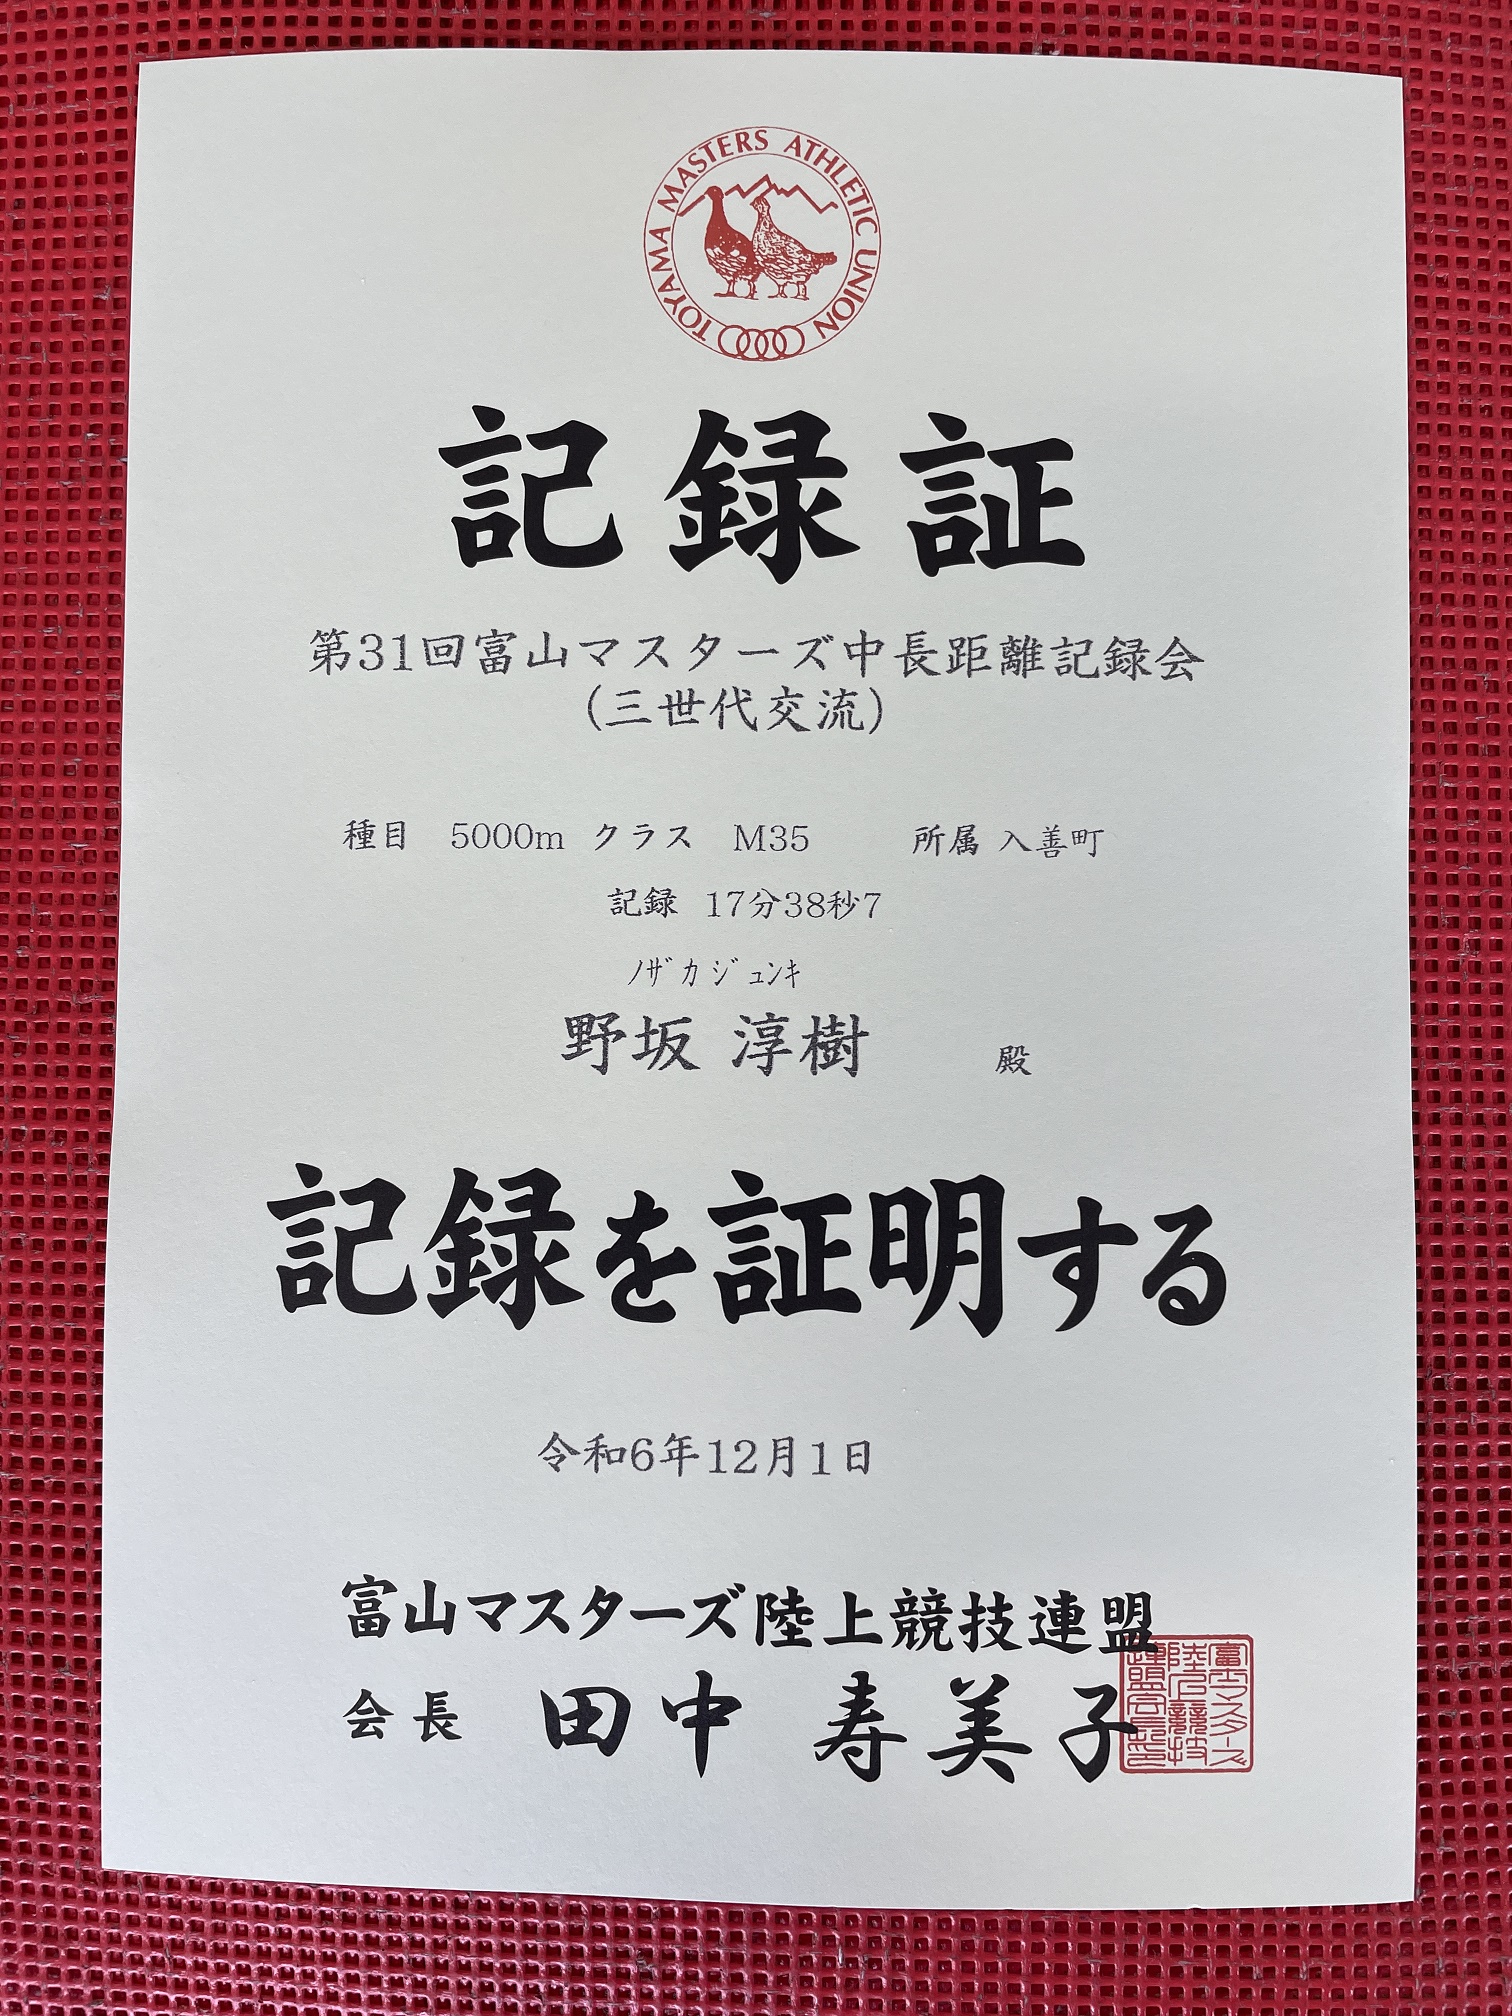 TOYAMA MASTERS ATHLETIC UNION
記録証
第31回富山マスターズ中長距離記録会
(三世代交流)
種目 5000m クラス M35 所属 入善町
記録 17分38秒7
ﾉｻﾞｶｼﾞｭﾝｷ
野坂 淳樹 殿
記録を証明する
令和6年12月1日
富山マスターズ陸上競技連盟
会長 田中 寿美子